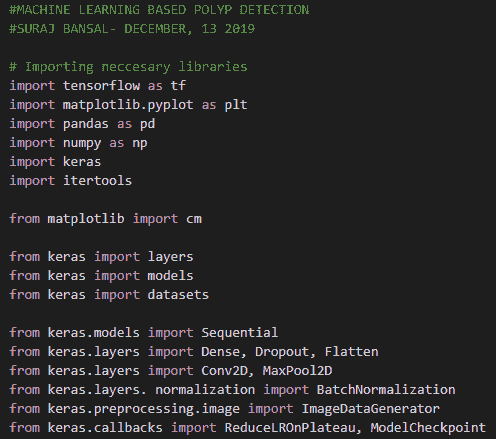 #MACHINE LEARNING BASED POLYP DETECTION
#SURAJ BANSAL- DECEMBER, 13 2019
# Importing neccesary libraries
import tensorflow as tf
import matplotlib.pyplot as plt
import pandas as pd
import numpy as np
import keras
import itertools
from matplotlib import cm
from keras import layers
from keras import models
from keras import datasets
from keras.models import Sequential
from keras.layers import Dense, Dropout, Flatten
from keras.layers import Conv2D, MaxPool2D
from keras.layers. normalization import BatchNormalization
from keras.preprocessing.image import ImageDataGenerator
from keras.callbacks import ReduceLROnPlateau, ModelCheckpoint